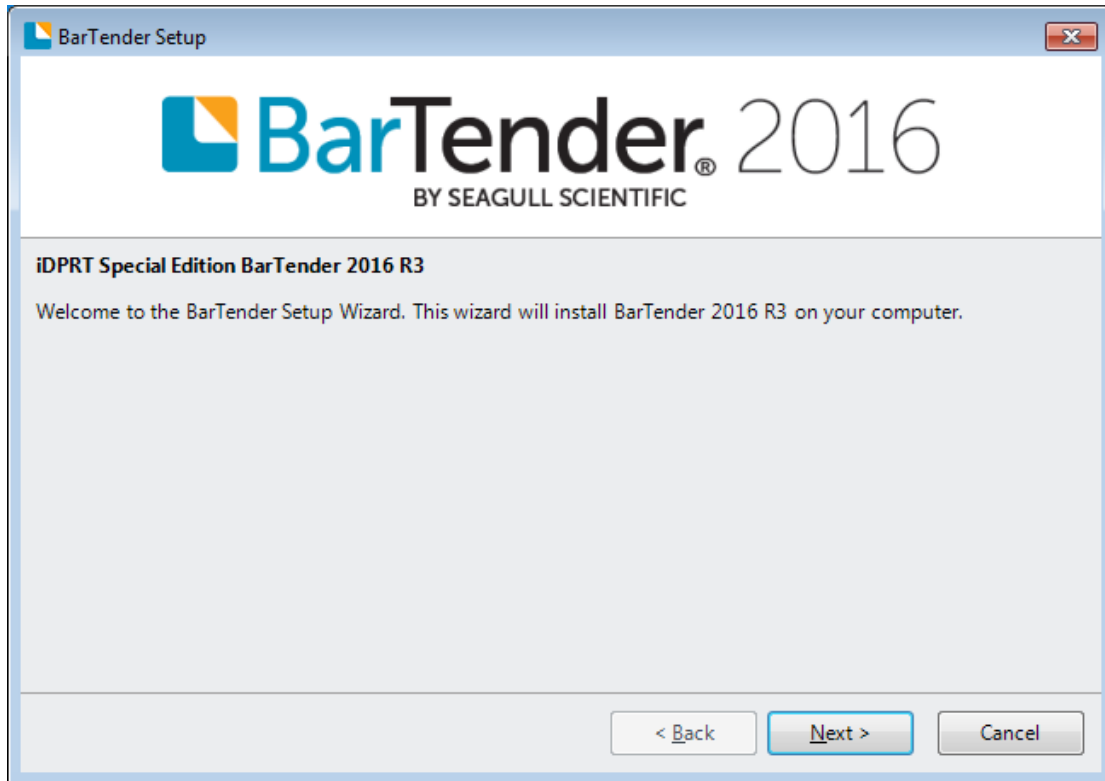 BarTender Setup
BarTender® 2016
BY SEAGULL SCIENTIFIC
iDPRT Special Edition BarTender 2016 R3
Welcome to the BarTender Setup Wizard. This wizard will install BarTender 2016 R3 on your computer.
< Back Next > Cancel